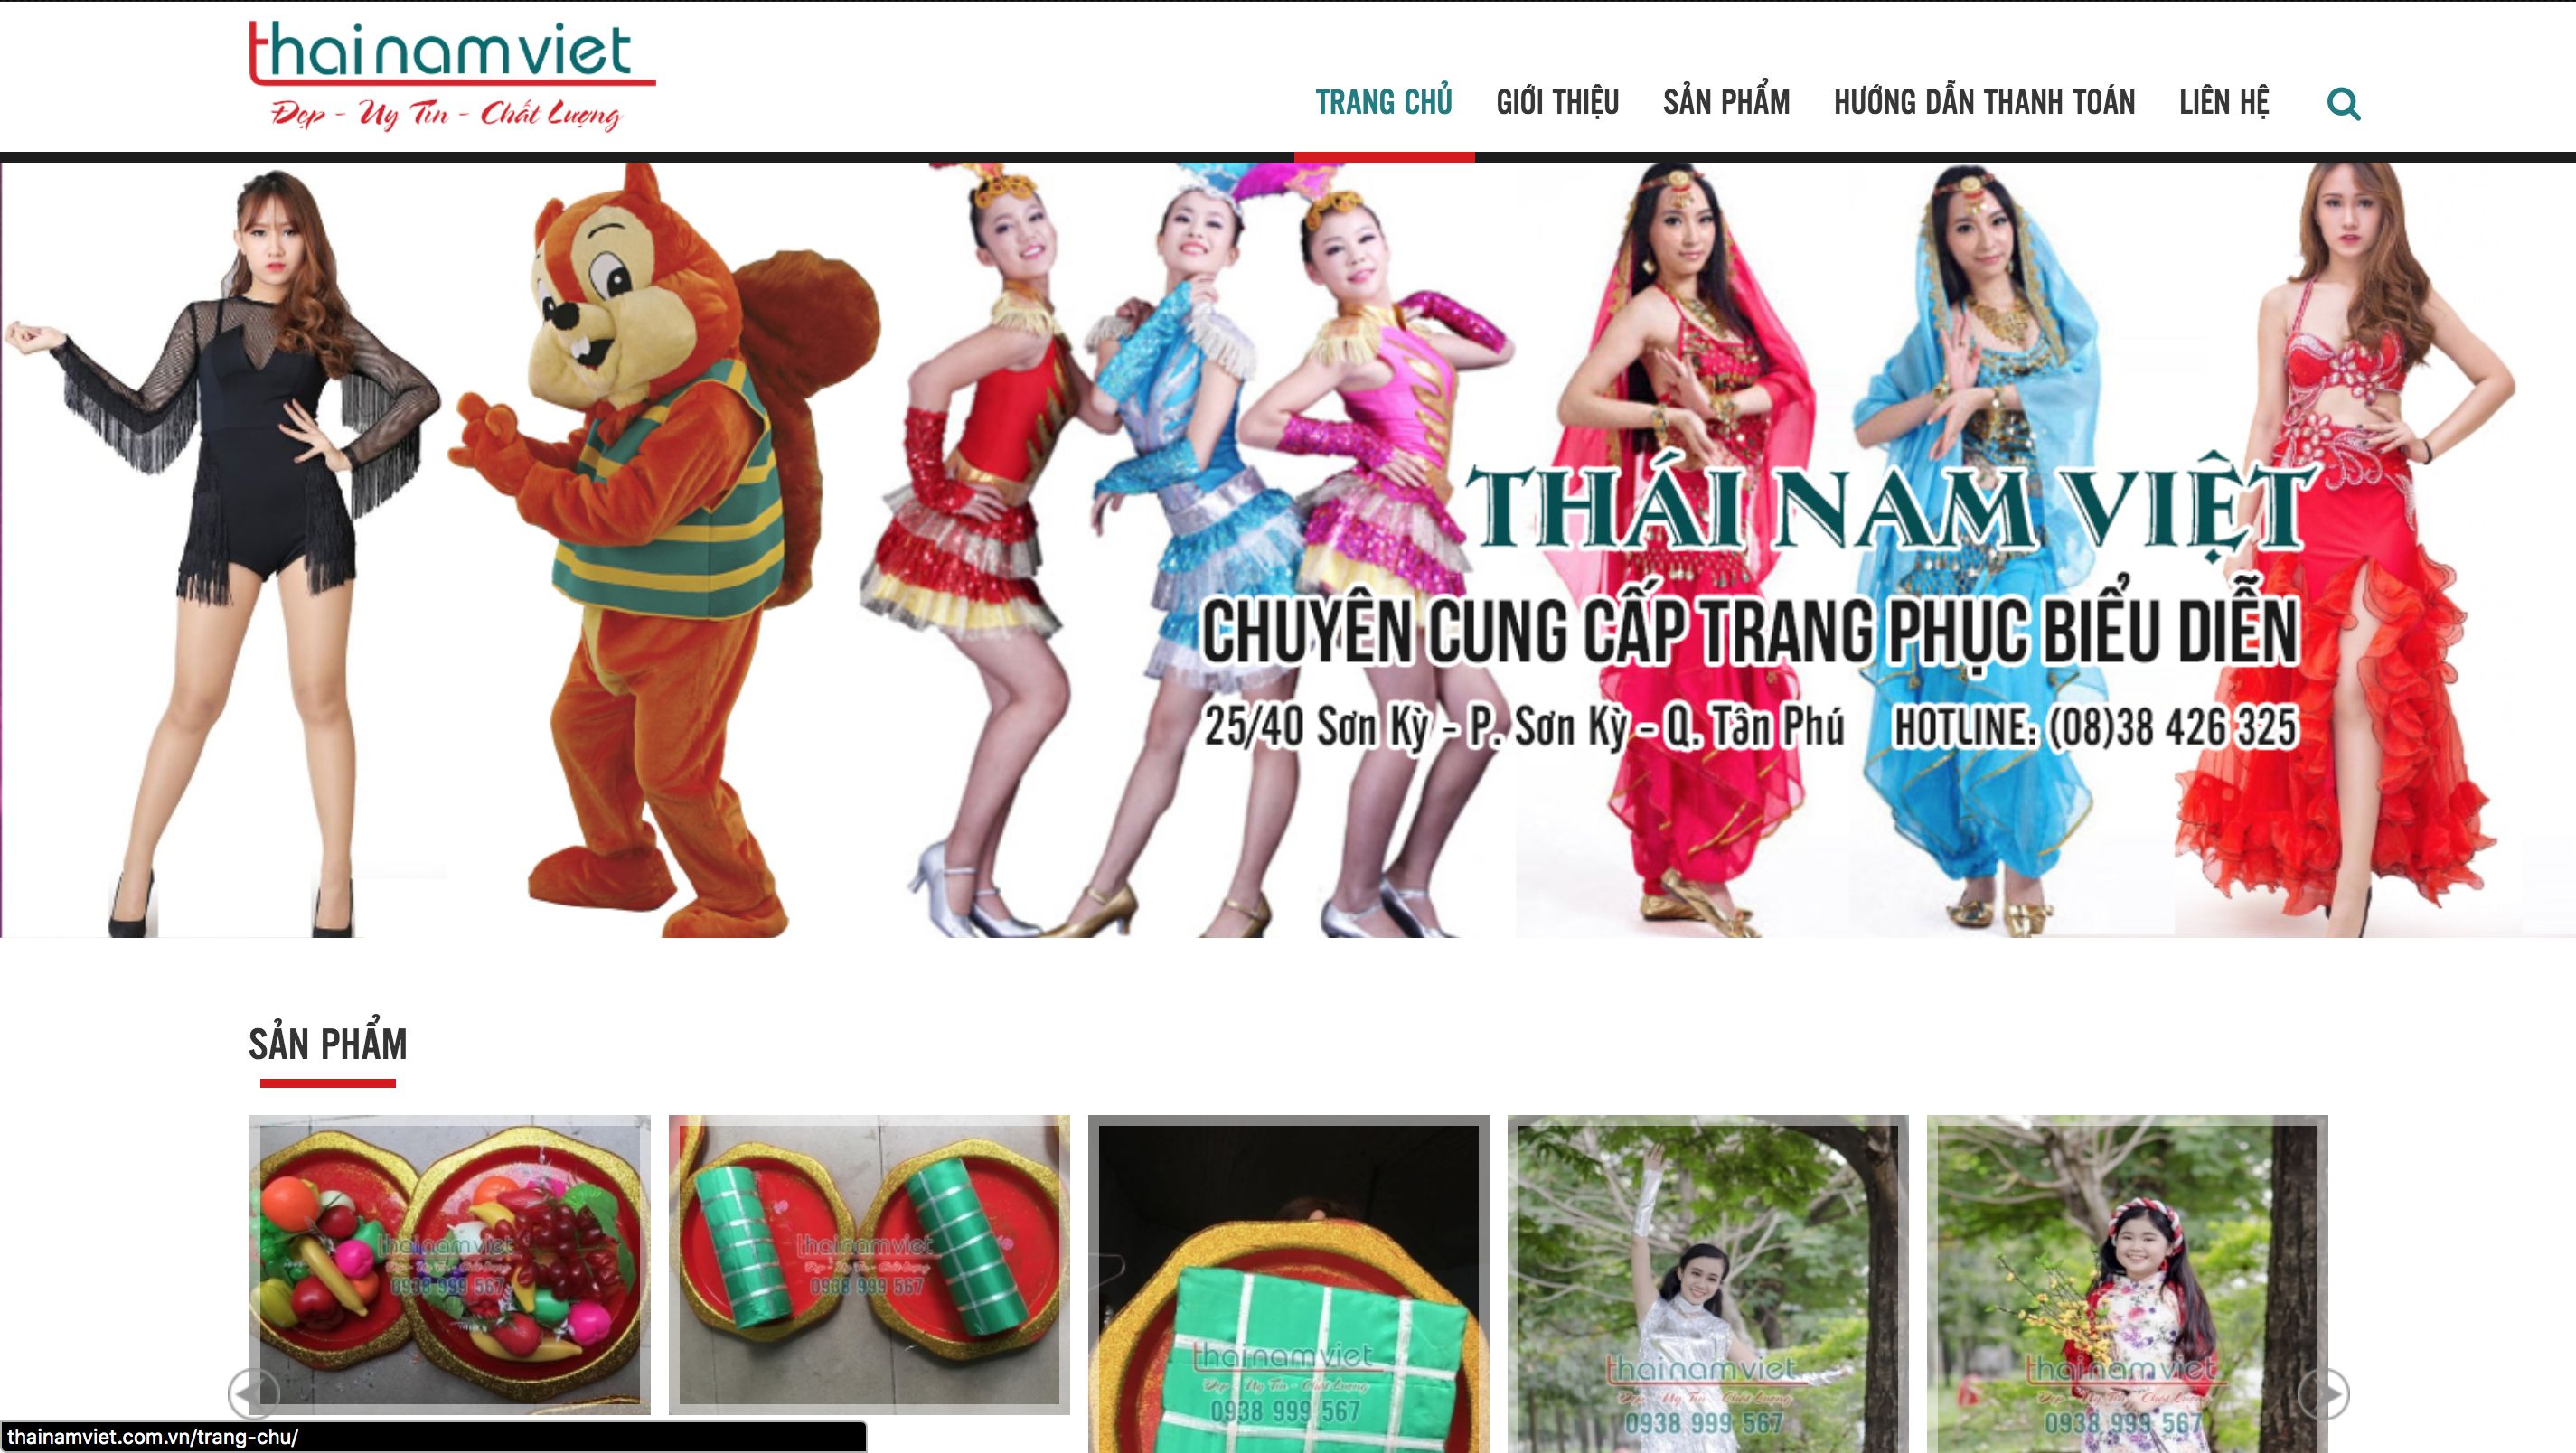 thainamviet
Đẹp - Uy Tín - Chất Lượng
TRANG CHỦ GIỚI THIỆU SẢN PHẨM HƯỚNG DẪN THANH TOÁN LIÊN HỆ
THÁI NAM VIỆT
CHUYÊN CUNG CẤP TRANG PHỤC BIỂU DIỄN
25/40 Sơn Kỳ - P. Sơn Kỳ - Q. Tân Phú HOTLINE: (08)38 426 325
SẢN PHẨM
thainamviet
Đẹp - Uy Tín - Chất Lượng
0938 999 567
thainamviet
Đẹp - Uy Tín - Chất Lượng
0938 999 567
thainamviet
Đẹp - Uy Tín - Chất Lượng
0938 999 567
thainamviet
Đẹp - Uy Tín - Chất Lượng
0938 999 567
thainamviet
Đẹp - Uy Tín - Chất Lượng
0938 999 567
thainamviet.com.vn/trang-chu/